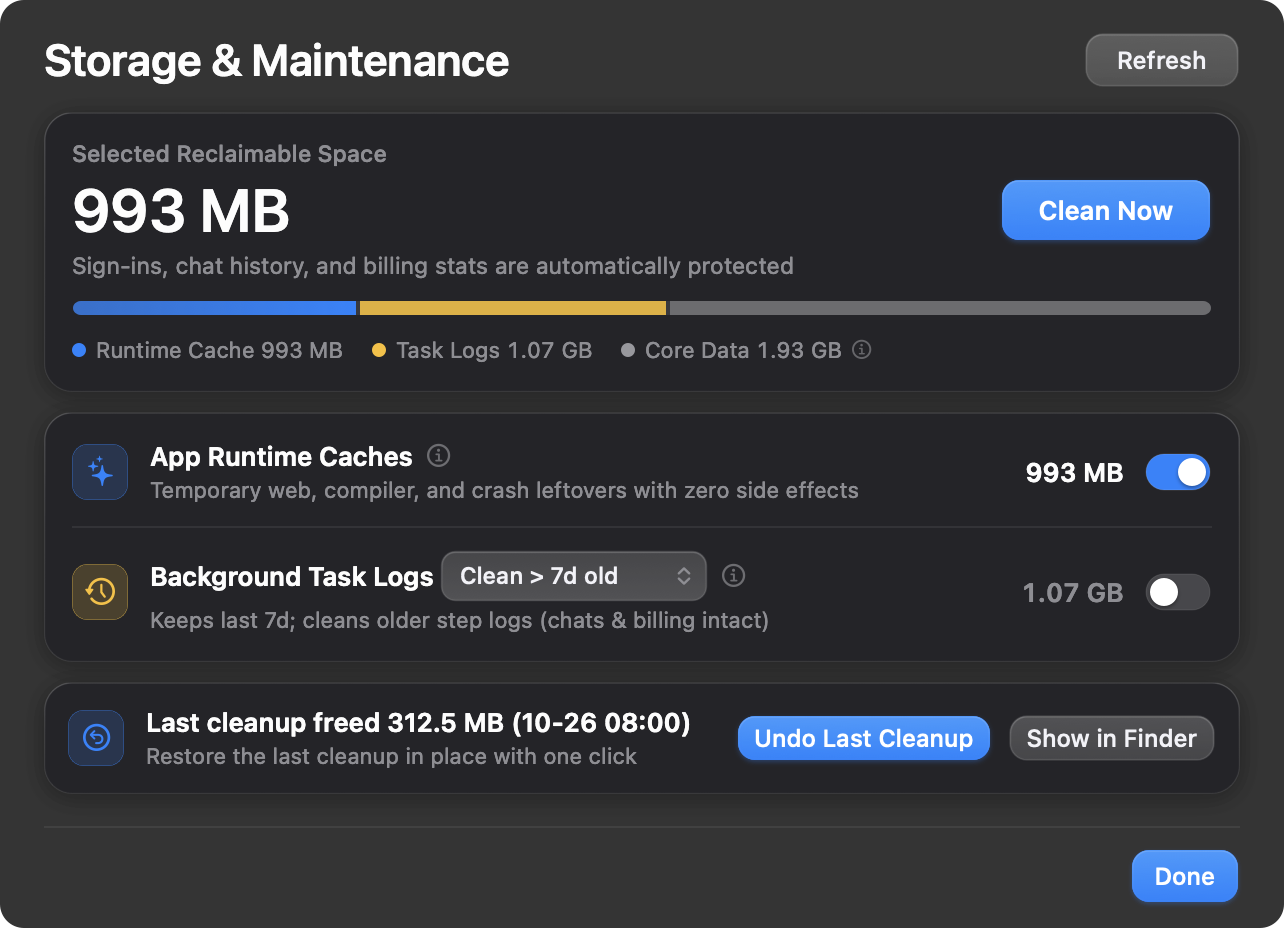 Storage & Maintenance
Refresh
Selected Reclaimable Space
993 MB
Clean Now
Sign-ins, chat history, and billing stats are automatically protected
Runtime Cache 993 MB
Task Logs 1.07 GB
Core Data 1.93 GB
App Runtime Caches
Temporary web, compiler, and crash leftovers with zero side effects
993 MB
Background Task Logs
Clean > 7d old
Keeps last 7d; cleans older step logs (chats & billing intact)
1.07 GB
Last cleanup freed 312.5 MB (10-26 08:00)
Restore the last cleanup in place with one click
Undo Last Cleanup
Show in Finder
Done